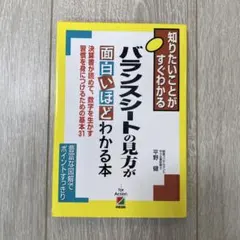 知りたいことが
すぐわかる
バランスシートの見方が
面白いほど
わかる本
決算書が読めて、数字を生かす
習慣を身につけるための基本31
豊富な図解で
ポイントすっきり
平野 健